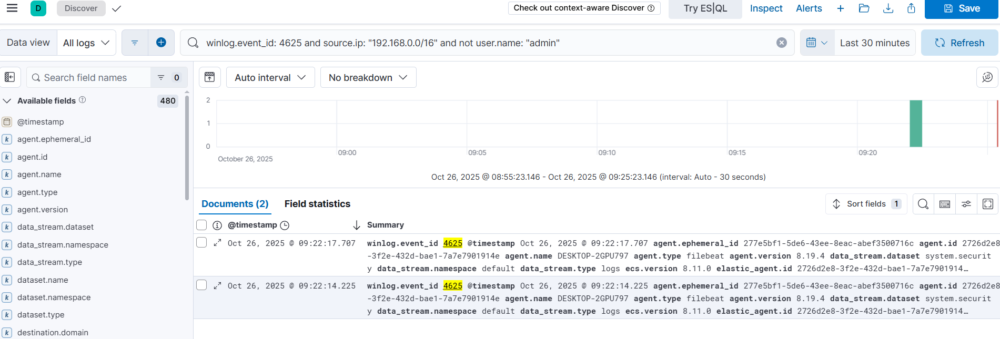 D Discover Check out context-aware Discover Try ES|QL Inspect Alerts Save
Data view All logs winlog.event_id: 4625 and source.ip: "192.168.0.0/16" and not user.name: "admin" Last 30 minutes Refresh
Search field names 0
Auto interval No breakdown
Available fields 480
@timestamp
k agent.ephemeral_id
k agent.id
k agent.name
k agent.type
k agent.version
k data_stream.dataset
k data_stream.namespace
k data_stream.type
k dataset.name
k dataset.namespace
k dataset.type
k destination.domain
2
1
0
09:00 09:05 09:10 09:15 09:20
October 26, 2025
Oct 26, 2025 @ 08:55:23.146 - Oct 26, 2025 @ 09:25:23.146 (interval: Auto - 30 seconds)
Documents (2) Field statistics Sort fields 1
@timestamp Summary
Oct 26, 2025 @ 09:22:17.707 winlog.event_id 4625 @timestamp Oct 26, 2025 @ 09:22:17.707 agent.ephemeral_id 277e5bf1-5de6-43ee-8eac-abef3500716c agent.id 2726d2e8
-3f2e-432d-bae1-7a7e7901914e agent.name DESKTOP-2GPU797 agent.type filebeat agent.version 8.19.4 data_stream.dataset system.securit
y data_stream.namespace default data_stream.type logs ecs.version 8.11.0 elastic_agent.id 2726d2e8-3f2e-432d-bae1-7a7e7901914…
Oct 26, 2025 @ 09:22:14.225 winlog.event_id 4625 @timestamp Oct 26, 2025 @ 09:22:14.225 agent.ephemeral_id 277e5bf1-5de6-43ee-8eac-abef3500716c agent.id 2726d2e8
-3f2e-432d-bae1-7a7e7901914e agent.name DESKTOP-2GPU797 agent.type filebeat agent.version 8.19.4 data_stream.dataset system.securit
y data_stream.namespace default data_stream.type logs ecs.version 8.11.0 elastic_agent.id 2726d2e8-3f2e-432d-bae1-7a7e7901914…